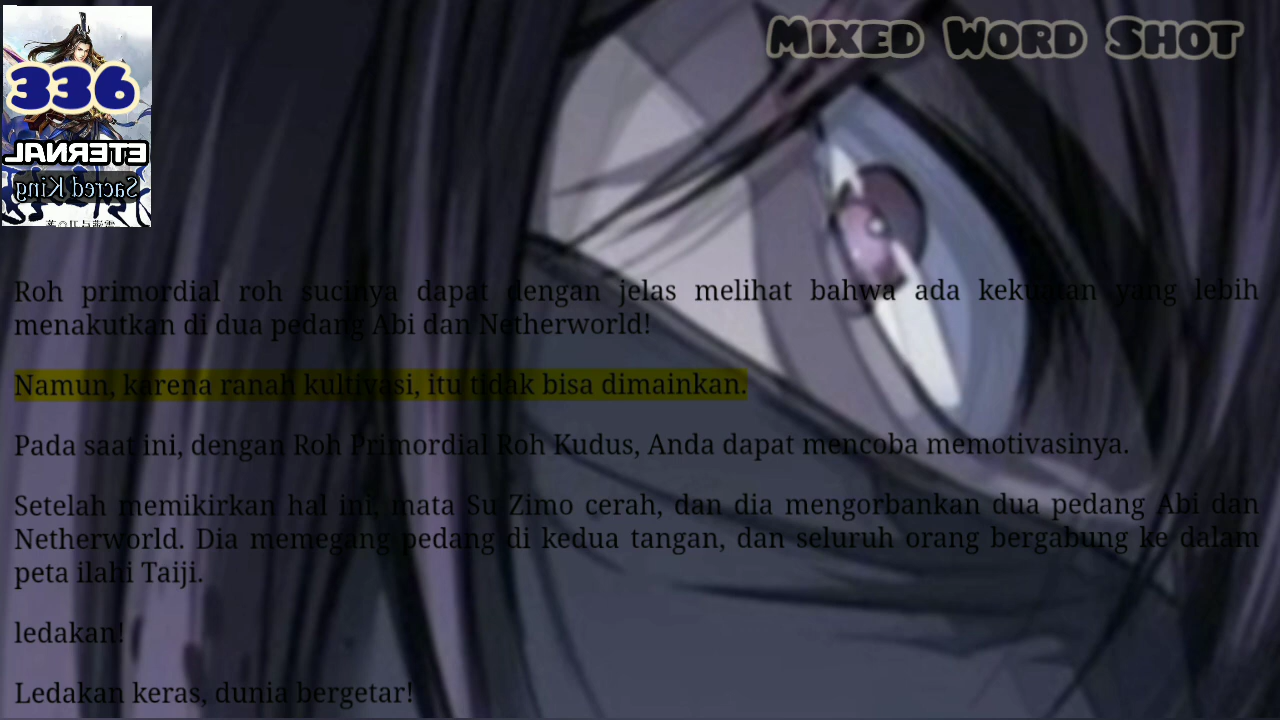 Mixed Word Shot
336
ETERNAL
Sacred King
Roh primordial roh sucinya dapat dengan jelas melihat bahwa ada kekuatan yang lebih
menakutkan di dua pedang Abi dan Netherworld!
Namun, karena ranah kultivasi, itu tidak bisa dimainkan.
Pada saat ini, dengan Roh Primordial Roh Kudus, Anda dapat mencoba memotivasinya.
Setelah memikirkan hal ini, mata Su Zimo cerah, dan dia mengorbankan dua pedang Abi dan
Netherworld. Dia memegang pedang di kedua tangan, dan seluruh orang bergabung ke dalam
peta ilahi Taiji.
ledakan!
Ledakan keras, dunia bergetar!